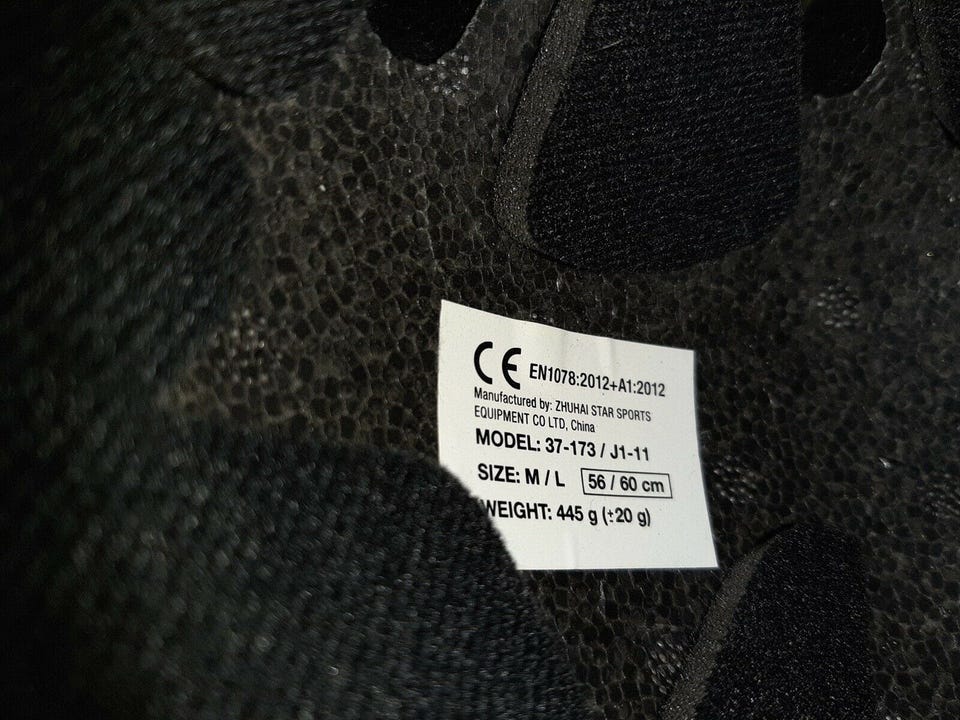 CE EN1078:2012+A1:2012
Manufactured by: ZHUHAI STAR SPORTS
EQUIPMENT CO LTD, China
MODEL: 37-173 / J1-11
SIZE: M / L 56 / 60 cm
WEIGHT: 445 g (±20 g)